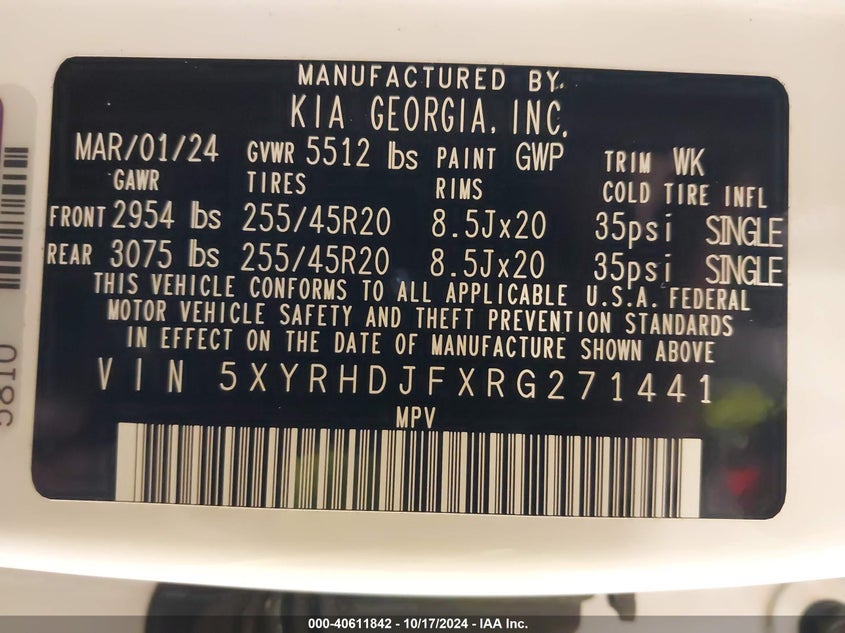 MANUFACTURED BY.
KIA GEORGIA, INC.
MAR/01/24 GVWR 5512 lbs PAINT GWP TRIM WK
GAWR TIRES RIMS COLD TIRE INFL
FRONT 2954 lbs 255/45R20 8.5Jx20 35psi SINGLE
REAR 3075 lbs 255/45R20 8.5Jx20 35psi SINGLE
THIS VEHICLE CONFORMS TO ALL APPLICABLE U.S.A. FEDERAL
MOTOR VEHICLE SAFETY AND THEFT PREVENTION STANDARDS
IN EFFECT ON THE DATE OF MANUFACTURE SHOWN ABOVE
VIN 5XYRHDJFXRG271441
MPV
000-40611842 - 10/17/2024 - IAA Inc.